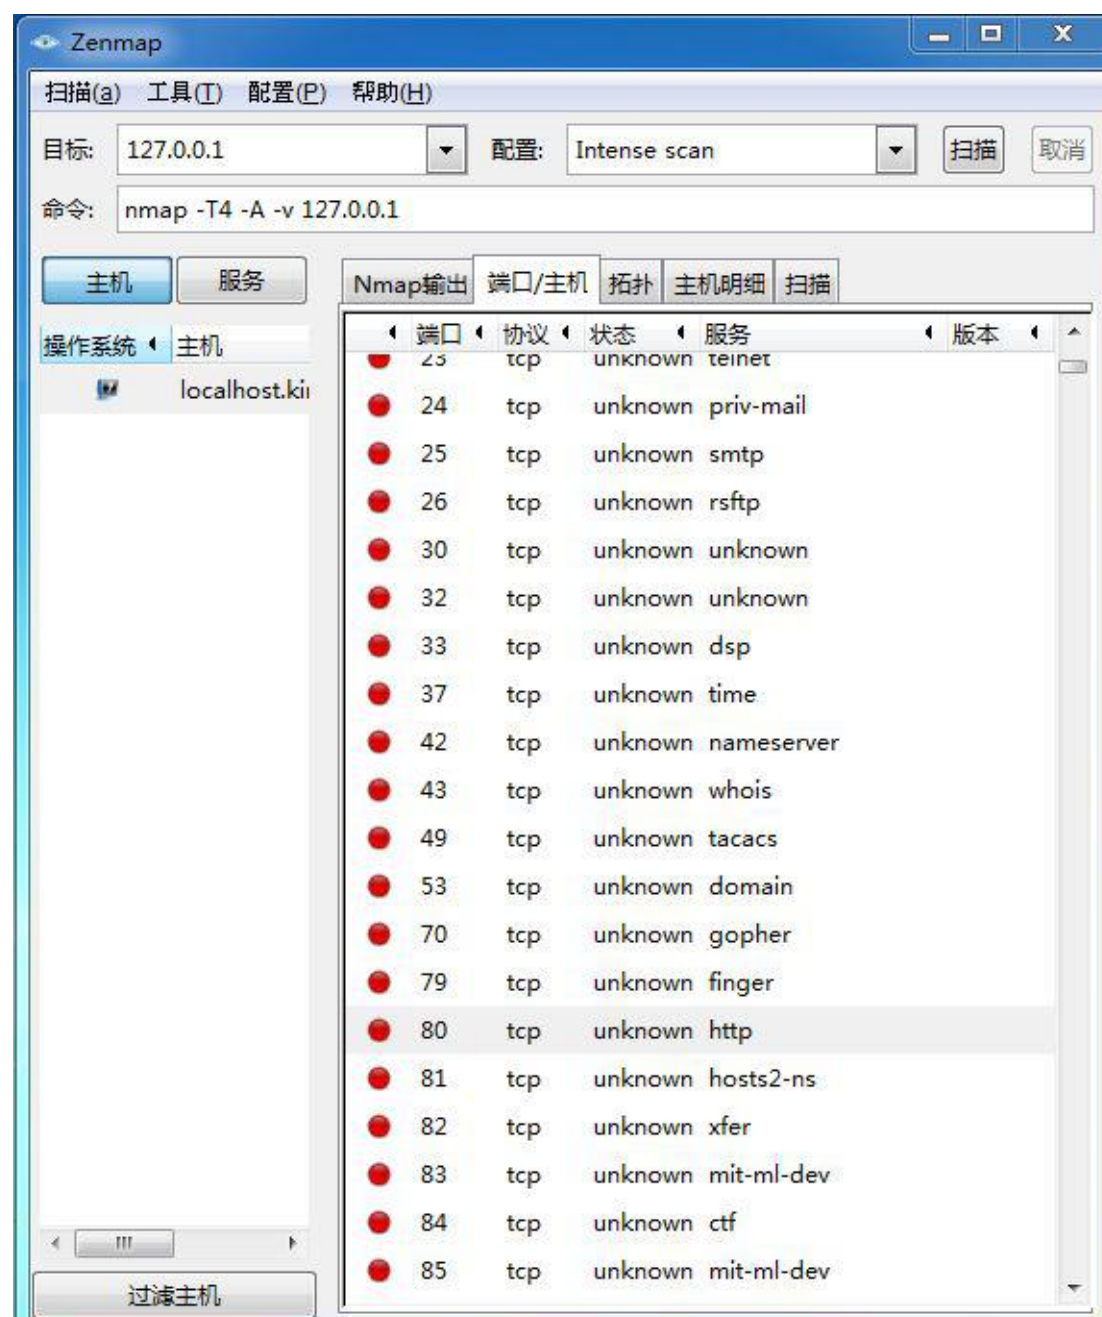 Zenmap
扫描(a) 工具(T) 配置(P) 帮助(H)
目标: 127.0.0.1 配置: Intense scan 扫描 取消
命令: nmap -T4 -A -v 127.0.0.1
主机 服务 Nmap输出 端口/主机 拓扑 主机明细 扫描
操作系统 主机 端口 协议 状态 服务 版本
23 tcp unknown telnet
localhost.kin
24 tcp unknown priv-mail
25 tcp unknown smtp
26 tcp unknown rsftp
30 tcp unknown unknown
32 tcp unknown unknown
33 tcp unknown dsp
37 tcp unknown time
42 tcp unknown nameserver
43 tcp unknown whois
49 tcp unknown tacacs
53 tcp unknown domain
70 tcp unknown gopher
79 tcp unknown finger
80 tcp unknown http
81 tcp unknown hosts2-ns
82 tcp unknown xfer
83 tcp unknown mit-ml-dev
84 tcp unknown ctf
85 tcp unknown mit-ml-dev
过滤主机